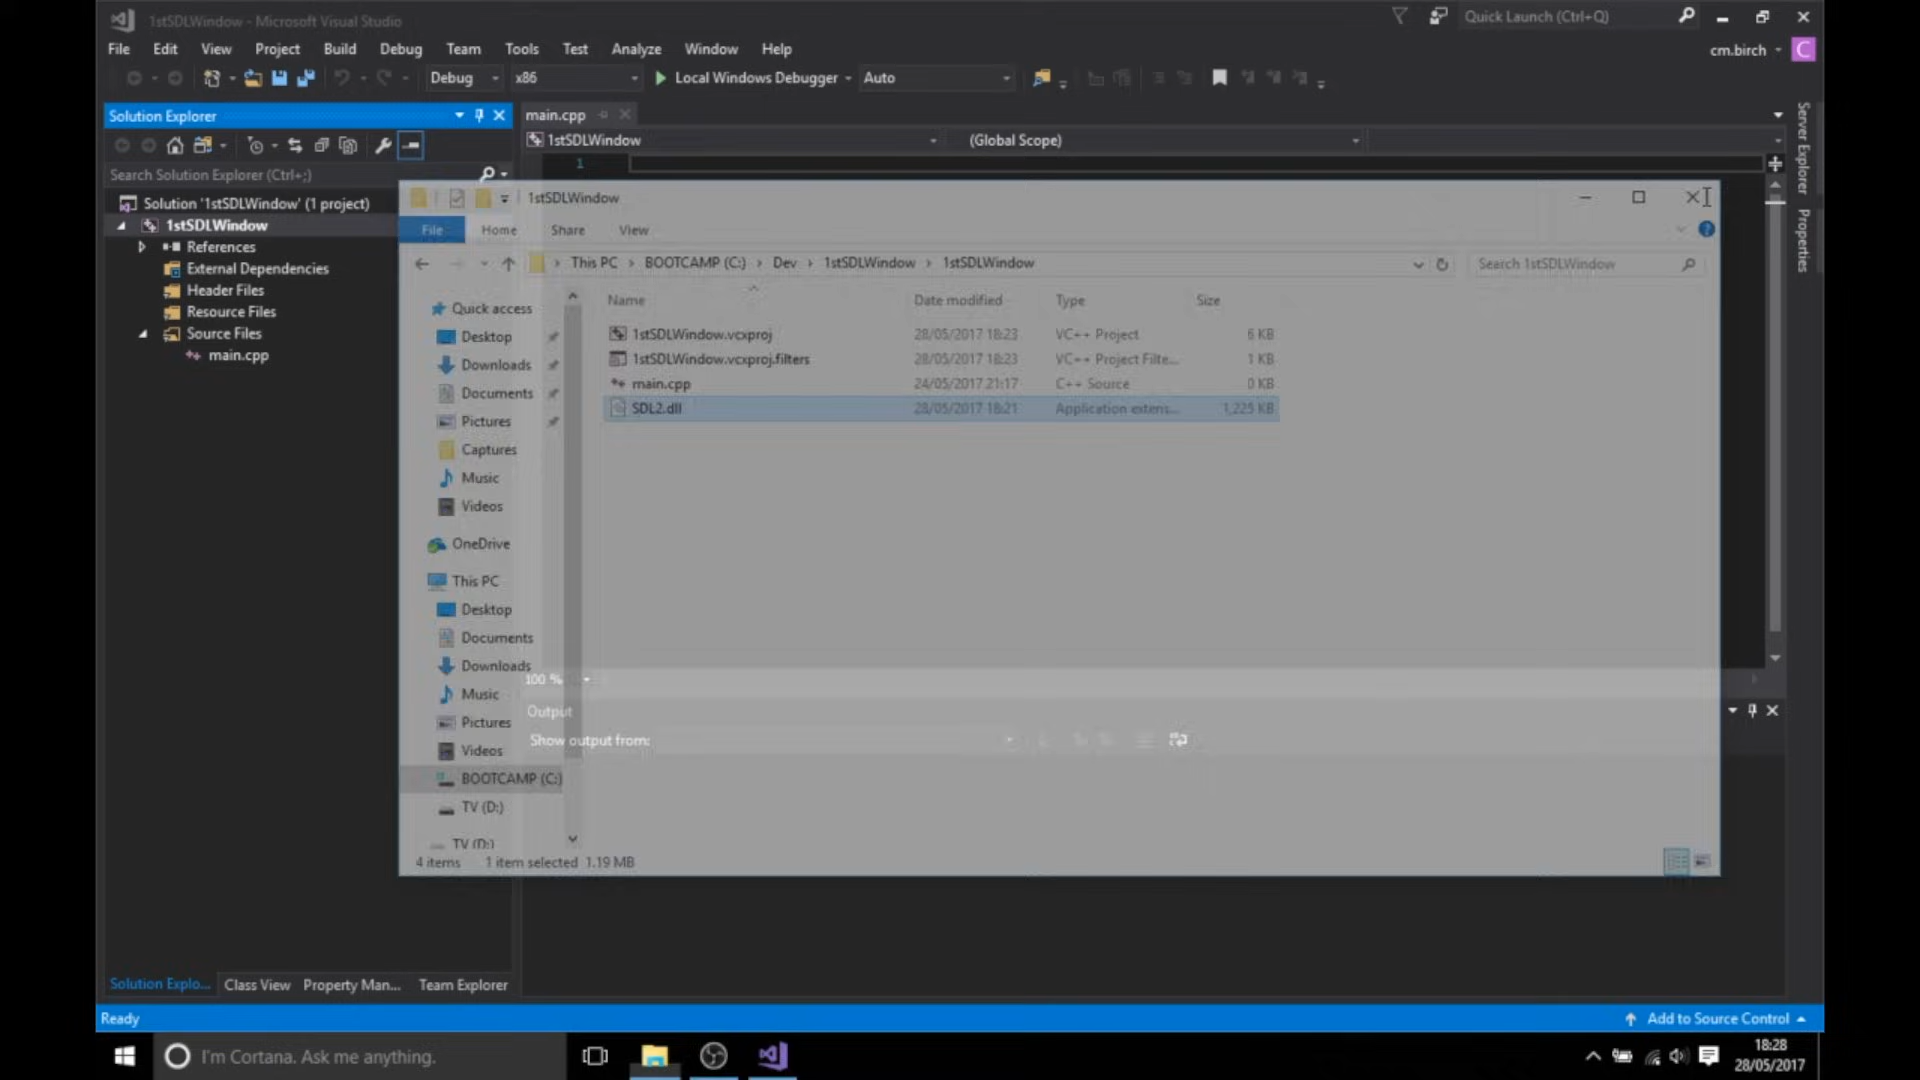 1stSDLWindow - Microsoft Visual Studio
Quick Launch (Ctrl+Q)
File Edit View Project Build Debug Team Tools Test Analyze Window Help
cm.birch
C
Debug x86 Local Windows Debugger Auto
Solution Explorer
main.cpp
1stSDLWindow (Global Scope)
Search Solution Explorer (Ctrl+;)
1
Solution '1stSDLWindow' (1 project)
1stSDLWindow
References
External Dependencies
Header Files
Resource Files
Source Files
main.cpp
Server Explorer
Properties
1stSDLWindow
File Home Share View
This PC BOOTCAMP (C:) Dev 1stSDLWindow 1stSDLWindow
Search 1stSDLWindow
Name Date modified Type Size
1stSDLWindow.vcxproj 28/05/2017 18:23 VC++ Project 6 KB
1stSDLWindow.vcxproj.filters 28/05/2017 18:23 VC++ Project Filte... 1 KB
main.cpp 24/05/2017 21:17 C++ Source 0 KB
SDL2.dll 28/05/2017 18:21 Application extens... 1,225 KB
Quick access
Desktop
Downloads
Documents
Pictures
Captures
Music
Videos
OneDrive
This PC
Desktop
Documents
Downloads
Music
Pictures
Videos
BOOTCAMP (C:)
TV (D:)
TV (D:)
4 items 1 item selected 1.19 MB
100 %
Output
Show output from:
Solution Explo... Class View Property Man... Team Explorer
Ready
Add to Source Control
I'm Cortana. Ask me anything.
18:28
28/05/2017